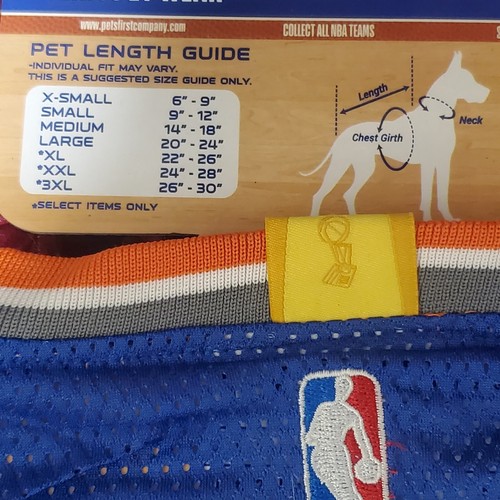 www.petsfirstcompany.com
COLLECT ALL NBA TEAMS
PET LENGTH GUIDE
-INDIVIDUAL FIT MAY VARY.
THIS IS A SUGGESTED SIZE GUIDE ONLY.
X-SMALL 6" - 9"
SMALL 9" - 12"
MEDIUM 14" - 18"
LARGE 20" - 24"
*XL 22" - 26"
*XXL 24" - 28"
*3XL 26" - 30"
*SELECT ITEMS ONLY
Length
Neck
Chest Girth